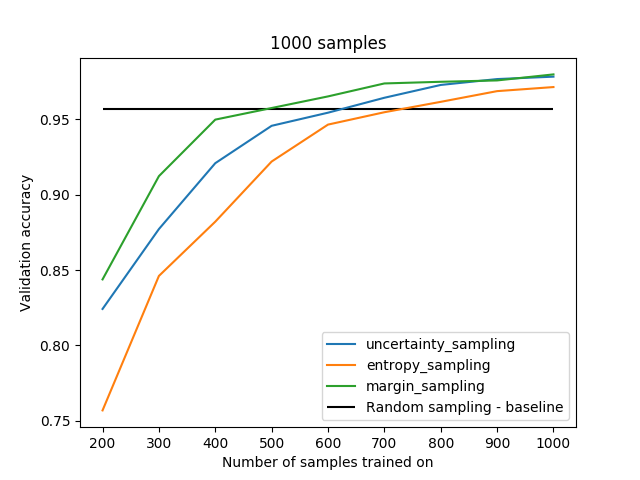 1000 samples
Validation accuracy
0.95
0.90
0.85
0.80
0.75
uncertainty_sampling
entropy_sampling
margin_sampling
Random sampling - baseline
200 300 400 500 600 700 800 900 1000
Number of samples trained on